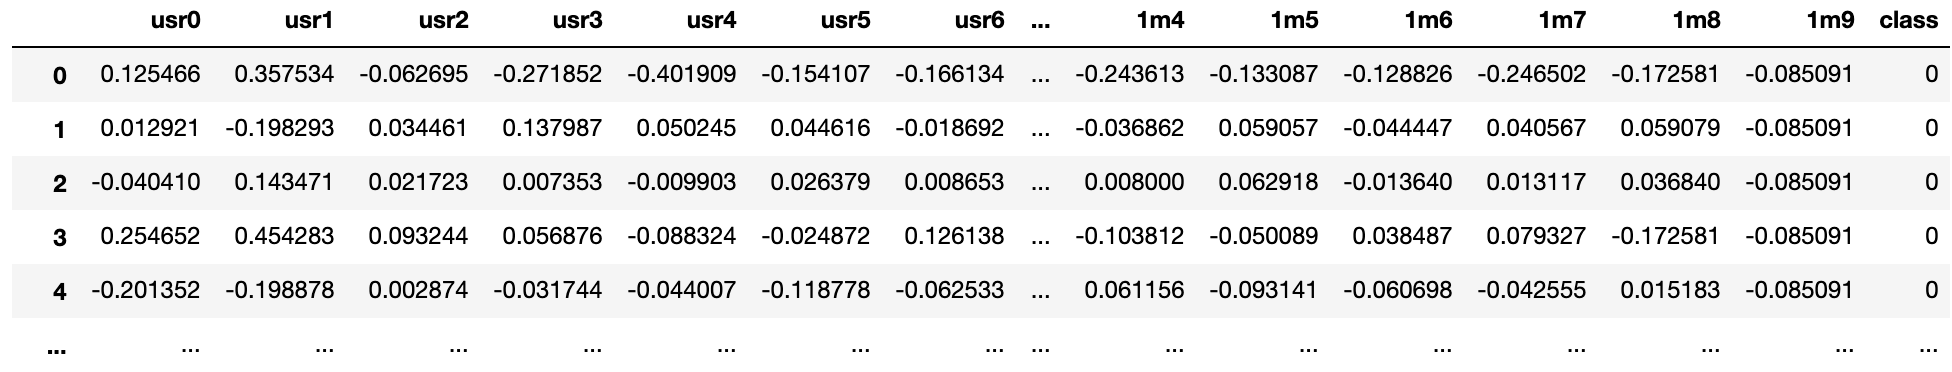 usr0 usr1 usr2 usr3 usr4 usr5 usr6 ... 1m4 1m5 1m6 1m7 1m8 1m9 class
0 0.125466 0.357534 -0.062695 -0.271852 -0.401909 -0.154107 -0.166134 ... -0.243613 -0.133087 -0.128826 -0.246502 -0.172581 -0.085091 0
1 0.012921 -0.198293 0.034461 0.137987 0.050245 0.044616 -0.018692 ... -0.036862 0.059057 -0.044447 0.040567 0.059079 -0.085091 0
2 -0.040410 0.143471 0.021723 0.007353 -0.009903 0.026379 0.008653 ... 0.008000 0.062918 -0.013640 0.013117 0.036840 -0.085091 0
3 0.254652 0.454283 0.093244 0.056876 -0.088324 -0.024872 0.126138 ... -0.103812 -0.050089 0.038487 0.079327 -0.172581 -0.085091 0
4 -0.201352 -0.198878 0.002874 -0.031744 -0.044007 -0.118778 -0.062533 ... 0.061156 -0.093141 -0.060698 -0.042555 0.015183 -0.085091 0
... ... ... ... ... ... ... ... ... ... ... ... ... ... ... ...